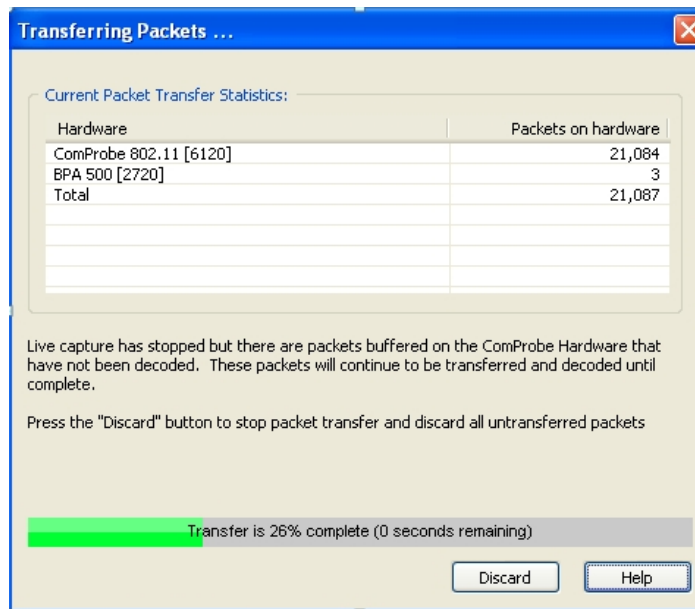 Transferring Packets ...
Current Packet Transfer Statistics:
Hardware Packets on hardware
ComProbe 802.11 [6120] 21,084
BPA 500 [2720] 3
Total 21,087
Live capture has stopped but there are packets buffered on the ComProbe Hardware that
have not been decoded.  These packets will continue to be transferred and decoded until
complete.
Press the "Discard" button to stop packet transfer and discard all untransferred packets
Transfer is 26% complete (0 seconds remaining)
Discard Help